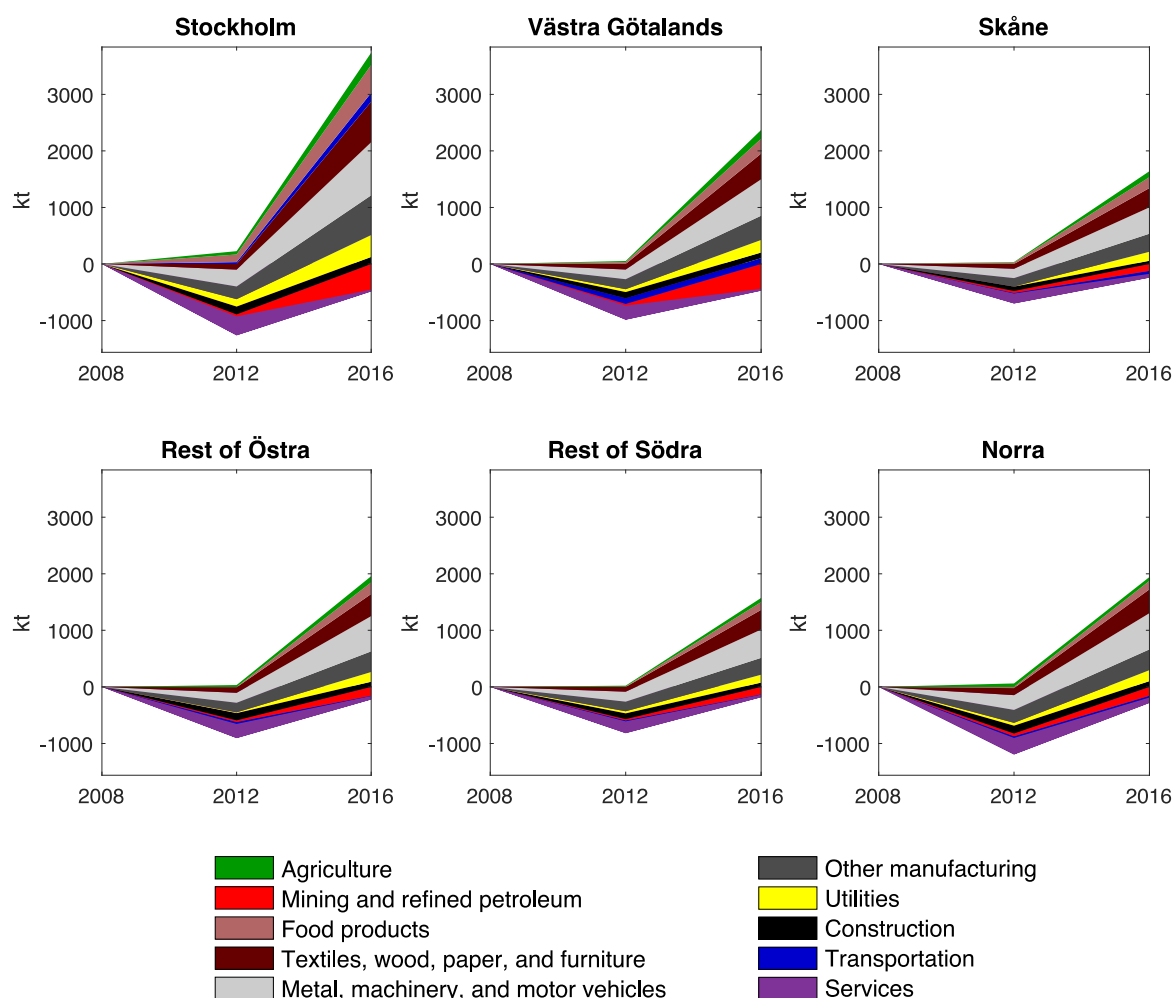 Stockholm
Västra Götalands
Skåne
kt
3000
2000
1000
0
-1000
2008
2012
2016
kt
3000
2000
1000
0
-1000
2008
2012
2016
kt
3000
2000
1000
0
-1000
2008
2012
2016
Rest of Östra
Rest of Södra
Norra
kt
3000
2000
1000
0
-1000
2008
2012
2016
kt
3000
2000
1000
0
-1000
2008
2012
2016
kt
3000
2000
1000
0
-1000
2008
2012
2016
Agriculture
Mining and refined petroleum
Food products
Textiles, wood, paper, and furniture
Metal, machinery, and motor vehicles
Other manufacturing
Utilities
Construction
Transportation
Services